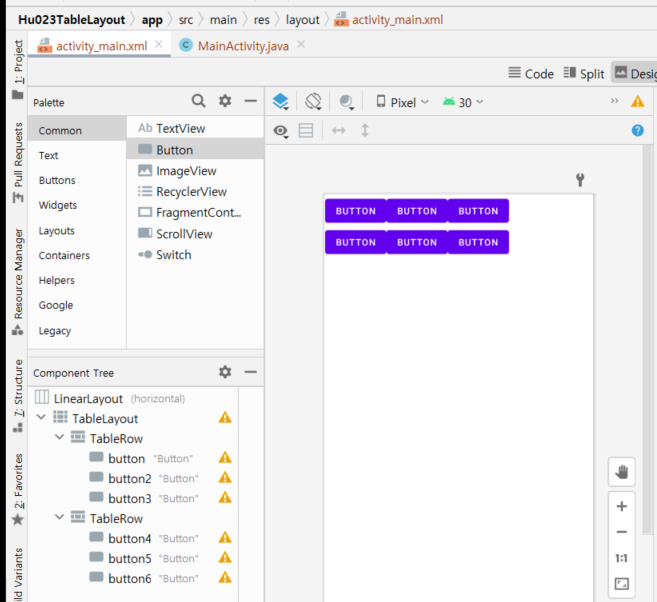 Hu023TableLayout 〉 app 〉 src 〉 main 〉 res 〉 layout 〉 activity_main.xml
activity_main.xml × MainActivity.java ×
Code Split
Palette
Pixel 30 »
Common
Text
Buttons
Widgets
Layouts
Containers
Helpers
Google
Legacy
Ab TextView
Button
ImageView
RecyclerView
FragmentCont...
ScrollView
Switch
BUTTON BUTTON BUTTON
BUTTON BUTTON BUTTON
Component Tree
LinearLayout (horizontal)
TableLayout
TableRow
button "Button"
button2 "Button"
button3 "Button"
TableRow
button4 "Button"
button5 "Button"
button6 "Button"
1:1
1: Project
Pull Requests
Resource Manager
7: Structure
2: Favorites
Variants